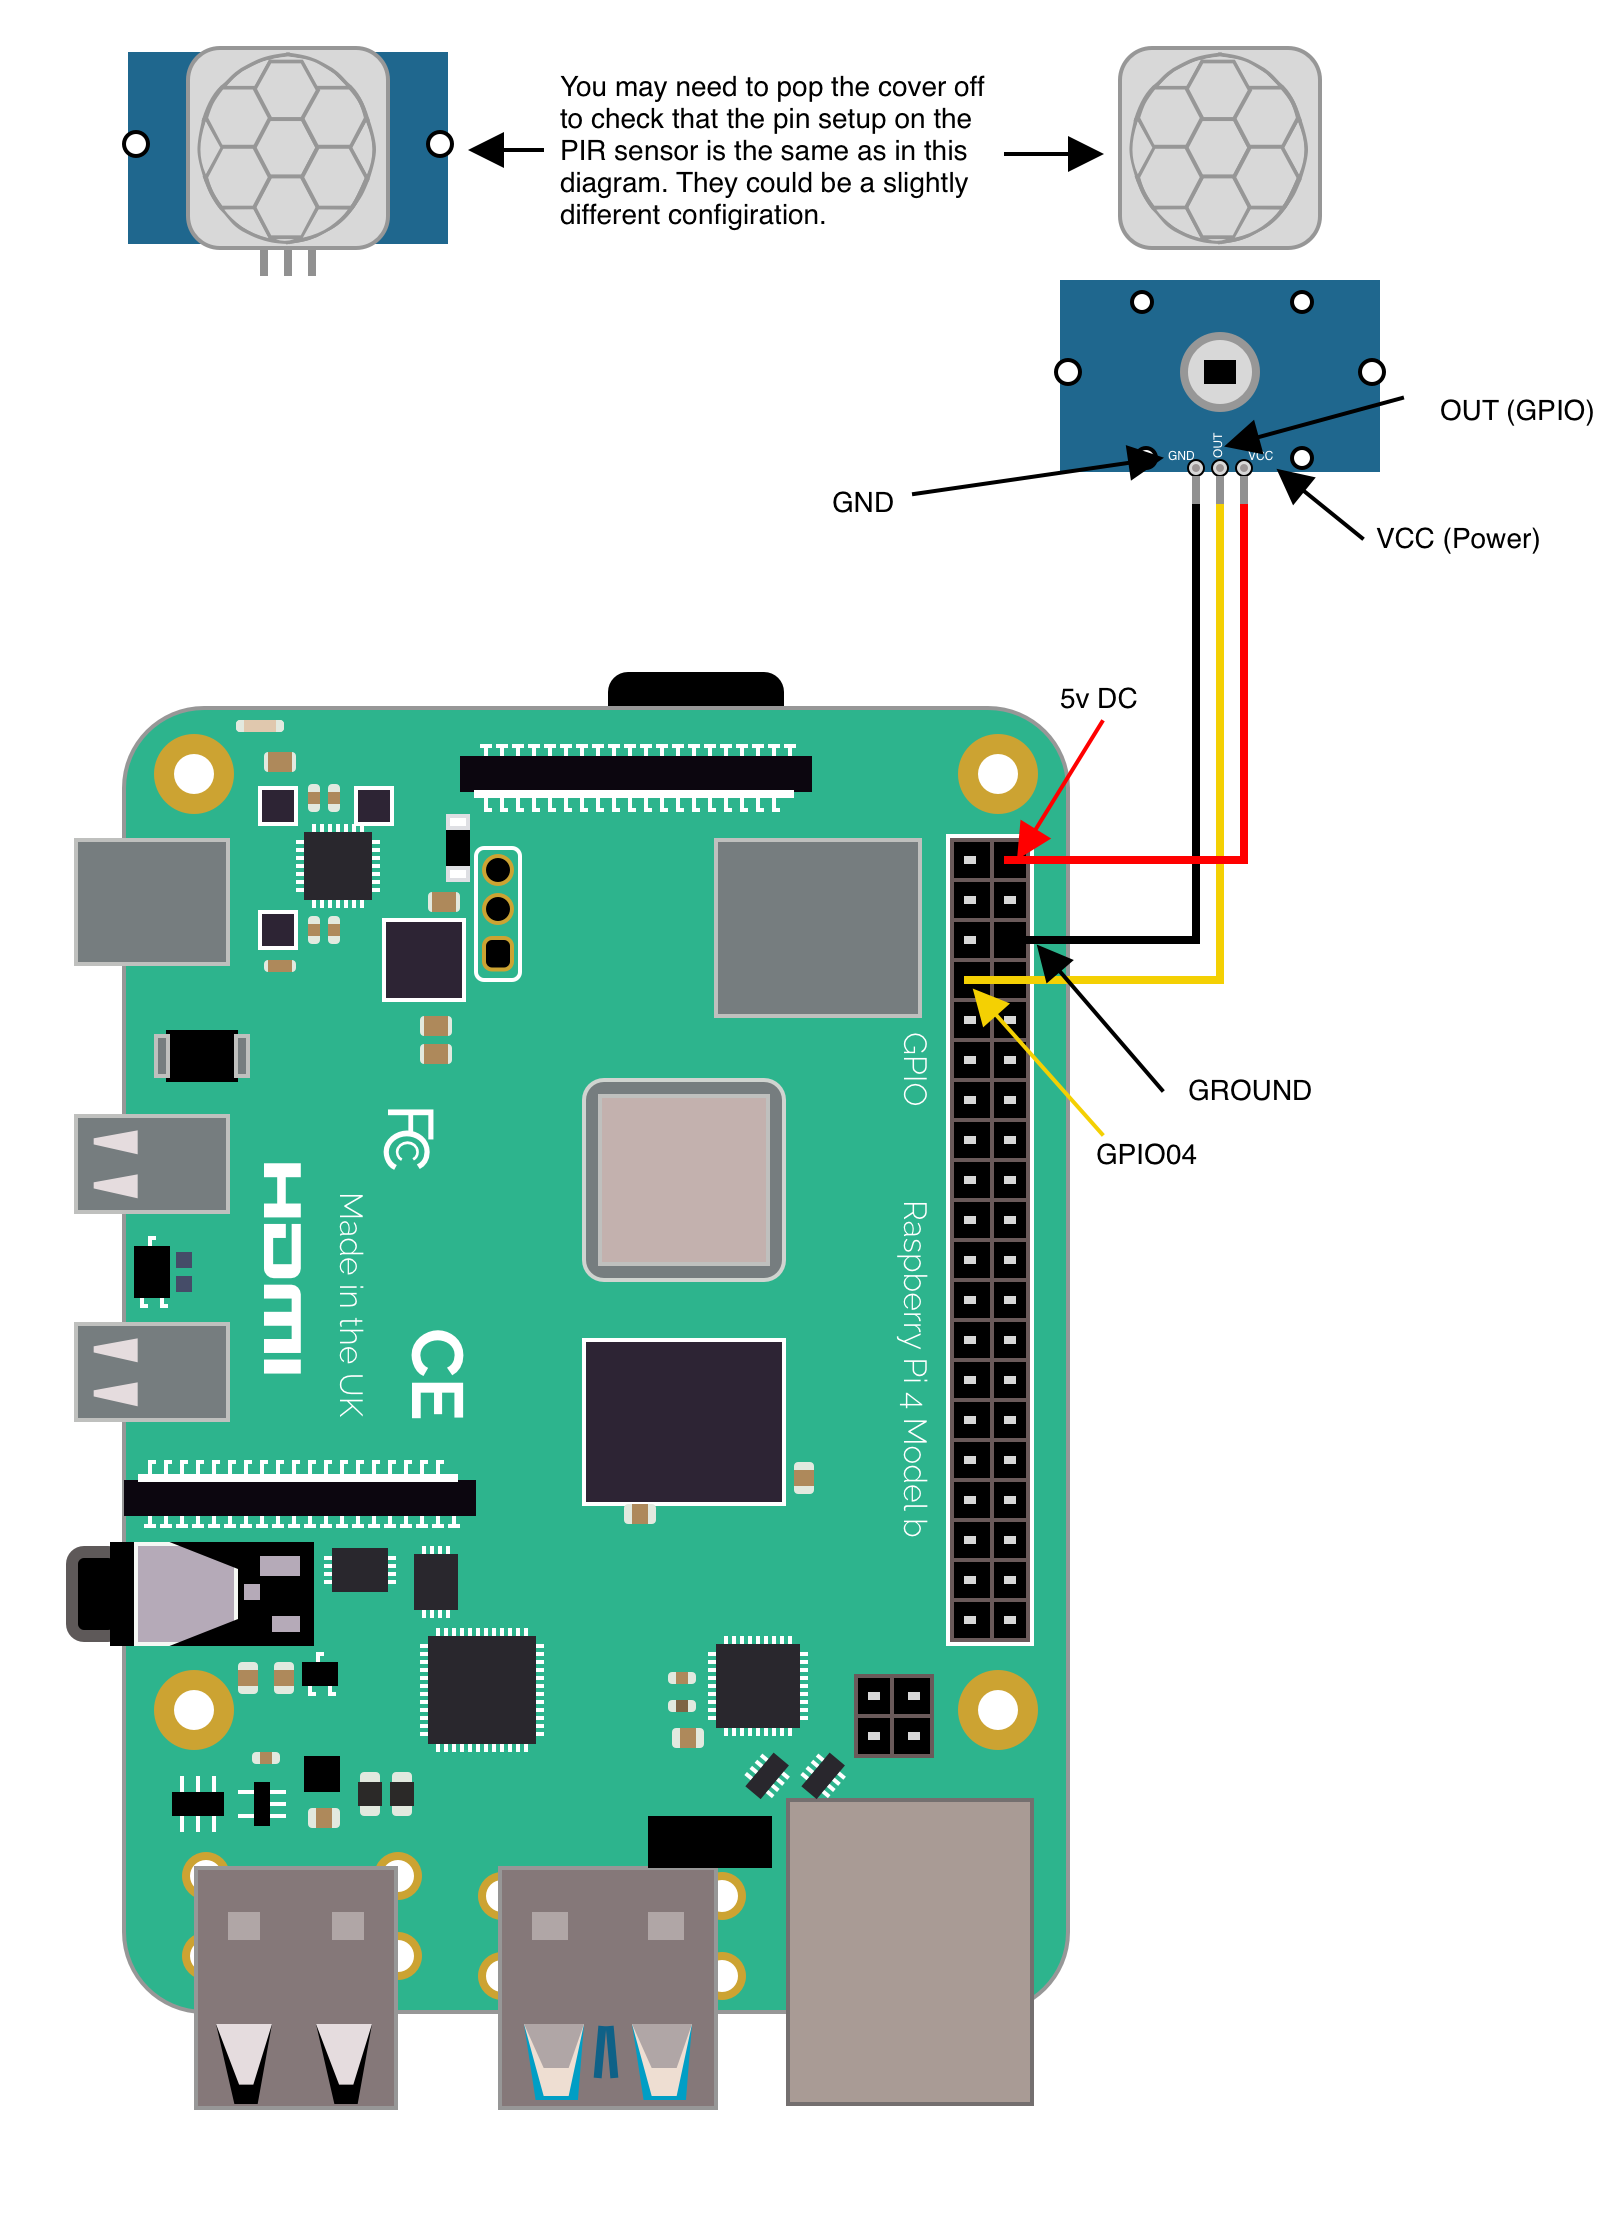 You may need to pop the cover off
to check that the pin setup on the
PIR sensor is the same as in this
diagram. They could be a slightly
different configiration.
OUT (GPIO)
GND
OUT
VCC
GND
VCC (Power)
5v DC
GPIO
GROUND
GPIO04
FC
HDMI
Made in the UK
CE
Raspberry Pi 4 Model b